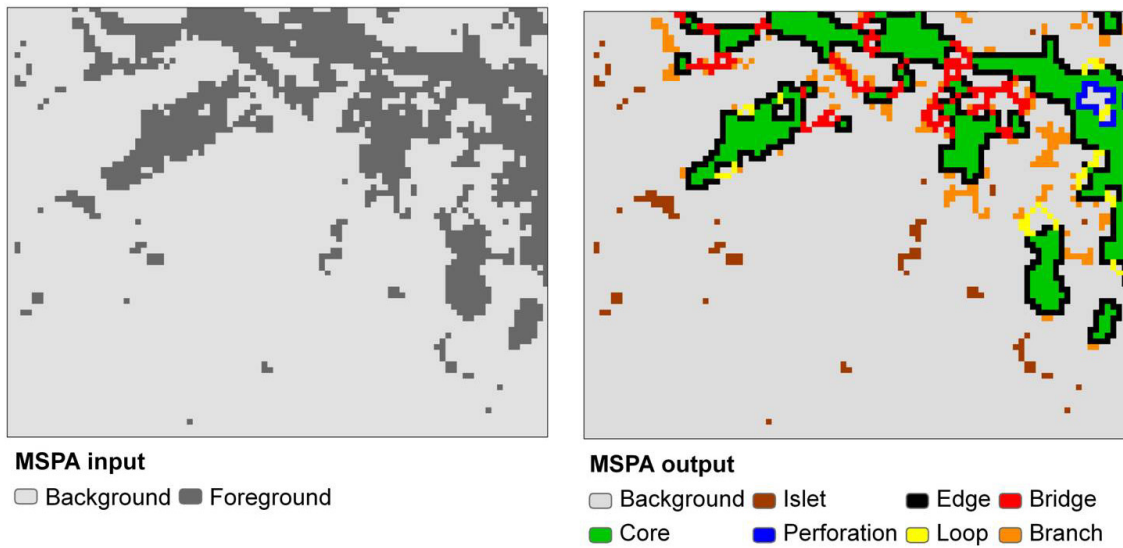 MSPA input
Background Foreground
MSPA output
Background Islet Edge Bridge
Core Perforation Loop Branch